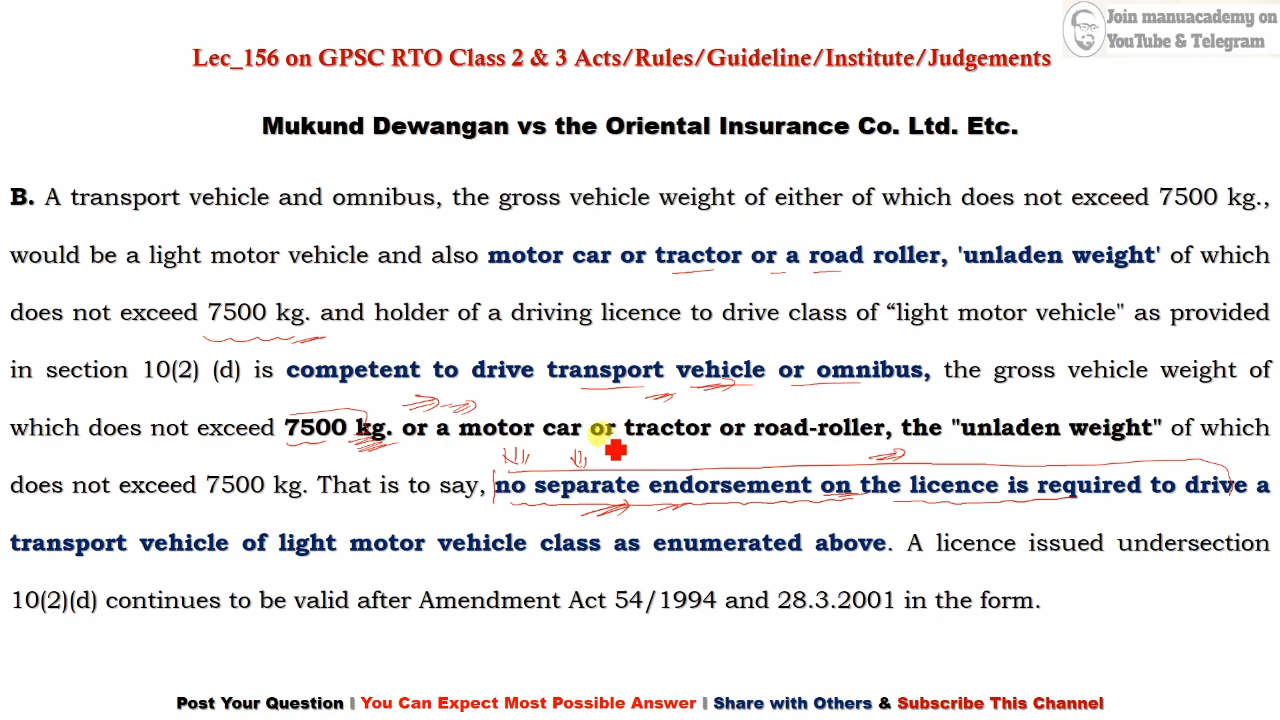 Join manuacademy on
YouTube & Telegram
Lec_156 on GPSC RTO Class 2 & 3 Acts/Rules/Guideline/Institute/Judgements
Mukund Dewangan vs the Oriental Insurance Co. Ltd. Etc.
B. A transport vehicle and omnibus, the gross vehicle weight of either of which does not exceed 7500 kg.,
would be a light motor vehicle and also motor car or tractor or a road roller, 'unladen weight' of which
does not exceed 7500 kg. and holder of a driving licence to drive class of “light motor vehicle" as provided
in section 10(2) (d) is competent to drive transport vehicle or omnibus, the gross vehicle weight of
which does not exceed 7500 kg. or a motor car or tractor or road-roller, the "unladen weight" of which
does not exceed 7500 kg. That is to say, no separate endorsement on the licence is required to drive a
transport vehicle of light motor vehicle class as enumerated above. A licence issued undersection
10(2)(d) continues to be valid after Amendment Act 54/1994 and 28.3.2001 in the form.
Post Your Question | You Can Expect Most Possible Answer | Share with Others & Subscribe This Channel